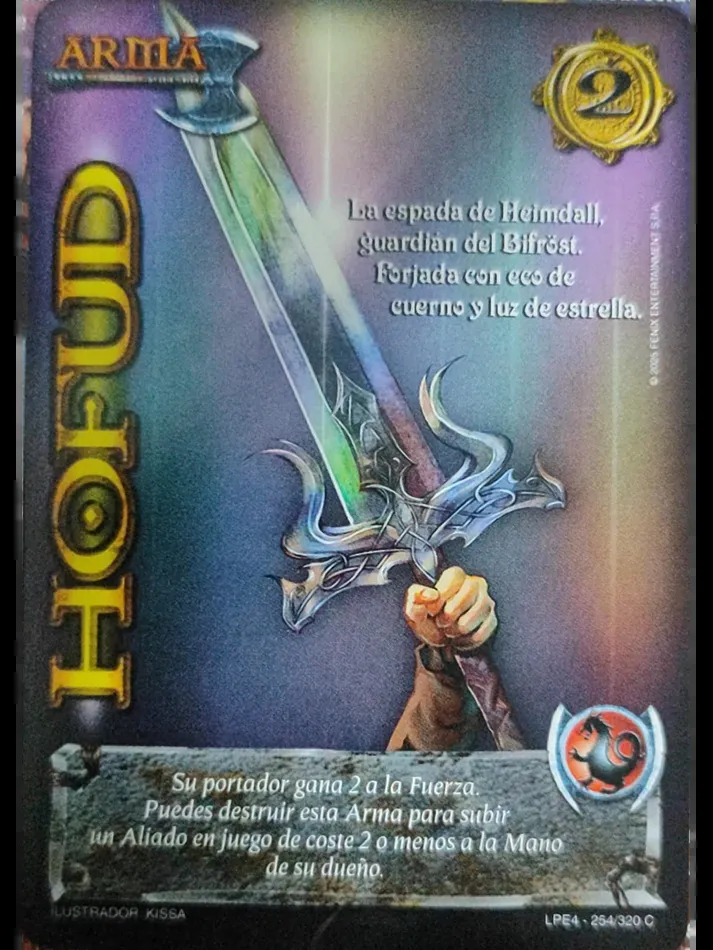 ARMA
2
La espada de Heimdall,
guardián del Bifröst.
Forjada con eco de
cuerno y luz de estrella.
© 2025 FENIX ENTERTAINMENT S.P.A.
HOFUD
Su portador gana 2 a la Fuerza.
Puedes destruir esta Arma para subir
un Aliado en juego de coste 2 o menos a la Mano
de su dueño.
ILUSTRADOR KISSA
LPE4 - 254/320 C